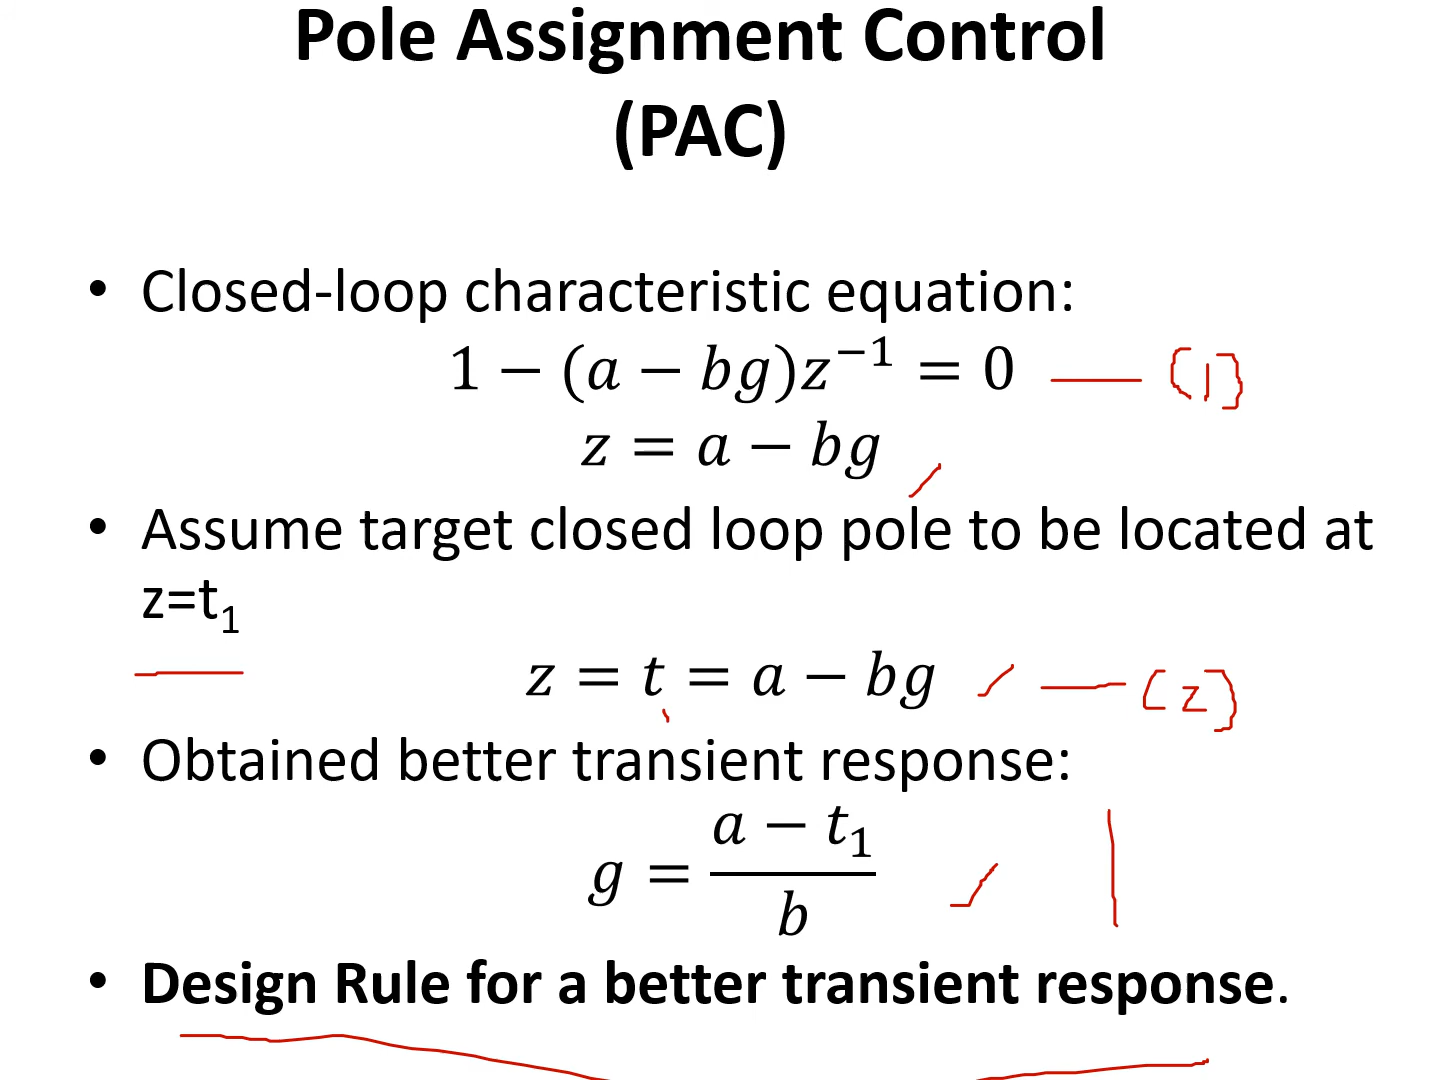 Pole Assignment Control
(PAC)
• Closed-loop characteristic equation:
1 − (a − bg)z⁻¹ = 0 — (1)
z = a − bg
• Assume target closed loop pole to be located at
z=t₁
z = t = a − bg — (2)
• Obtained better transient response:
g = \frac{a − t₁}{b}
• Design Rule for a better transient response.